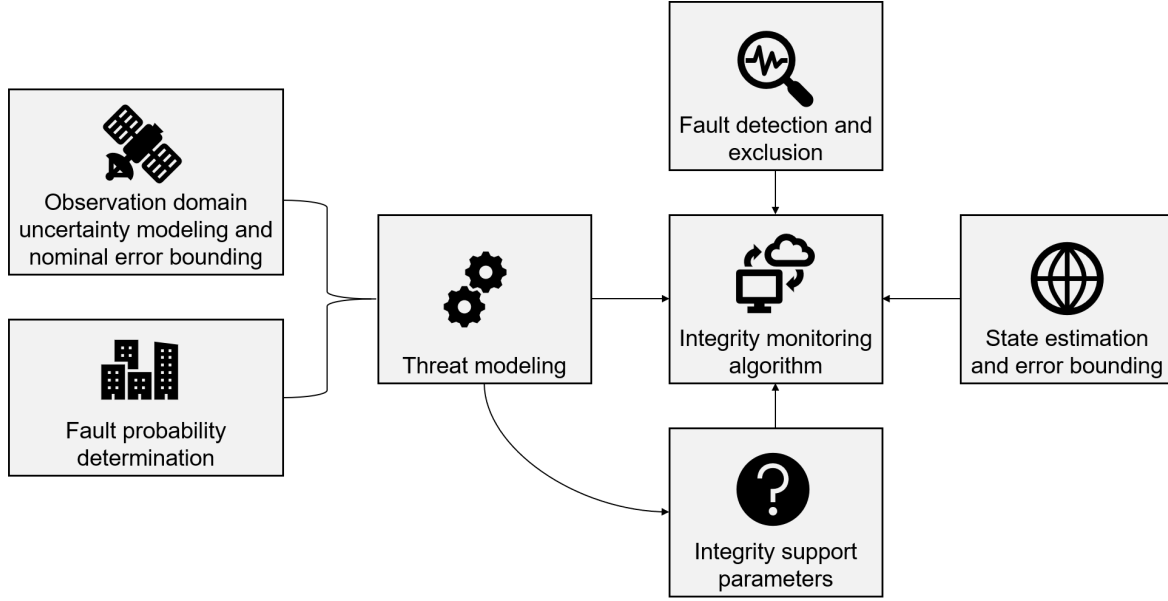 Fault detection and
exclusion
Observation domain
uncertainty modeling and
nominal error bounding
Threat modeling
Integrity monitoring
algorithm
State estimation
and error bounding
Fault probability
determination
Integrity support
parameters